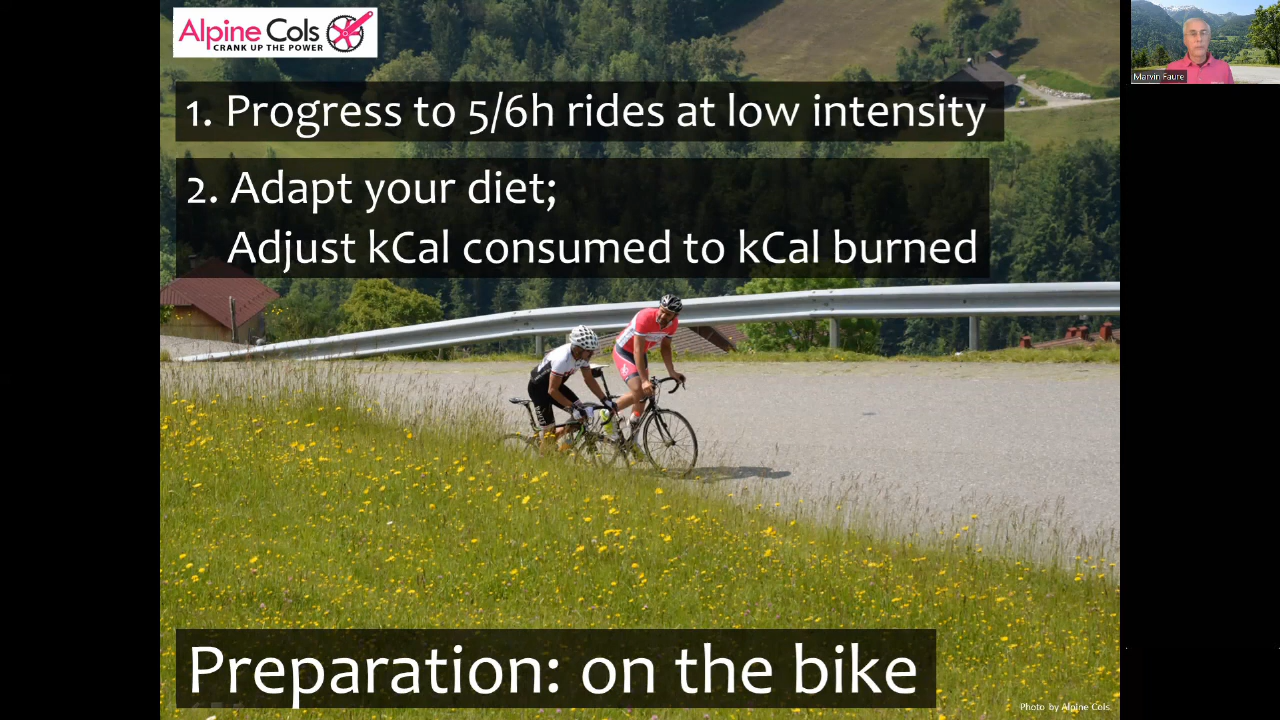 Alpine Cols
CRANK UP THE POWER
Marvin Faure
1. Progress to 5/6h rides at low intensity
2. Adapt your diet;
Adjust kCal consumed to kCal burned
Preparation: on the bike
Photo by Alpine Cols.